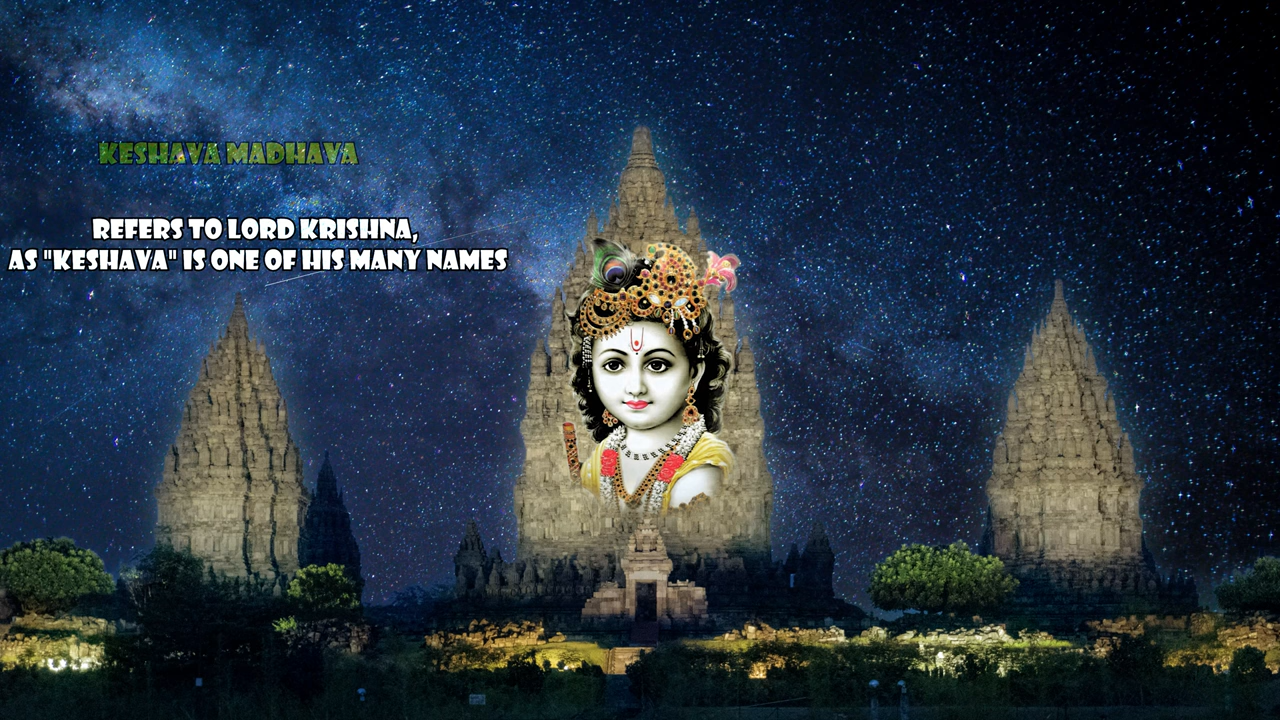 KESHAVA MADHAVA
REFERS TO LORD KRISHNA,
AS "KESHAVA" IS ONE OF HIS MANY NAMES